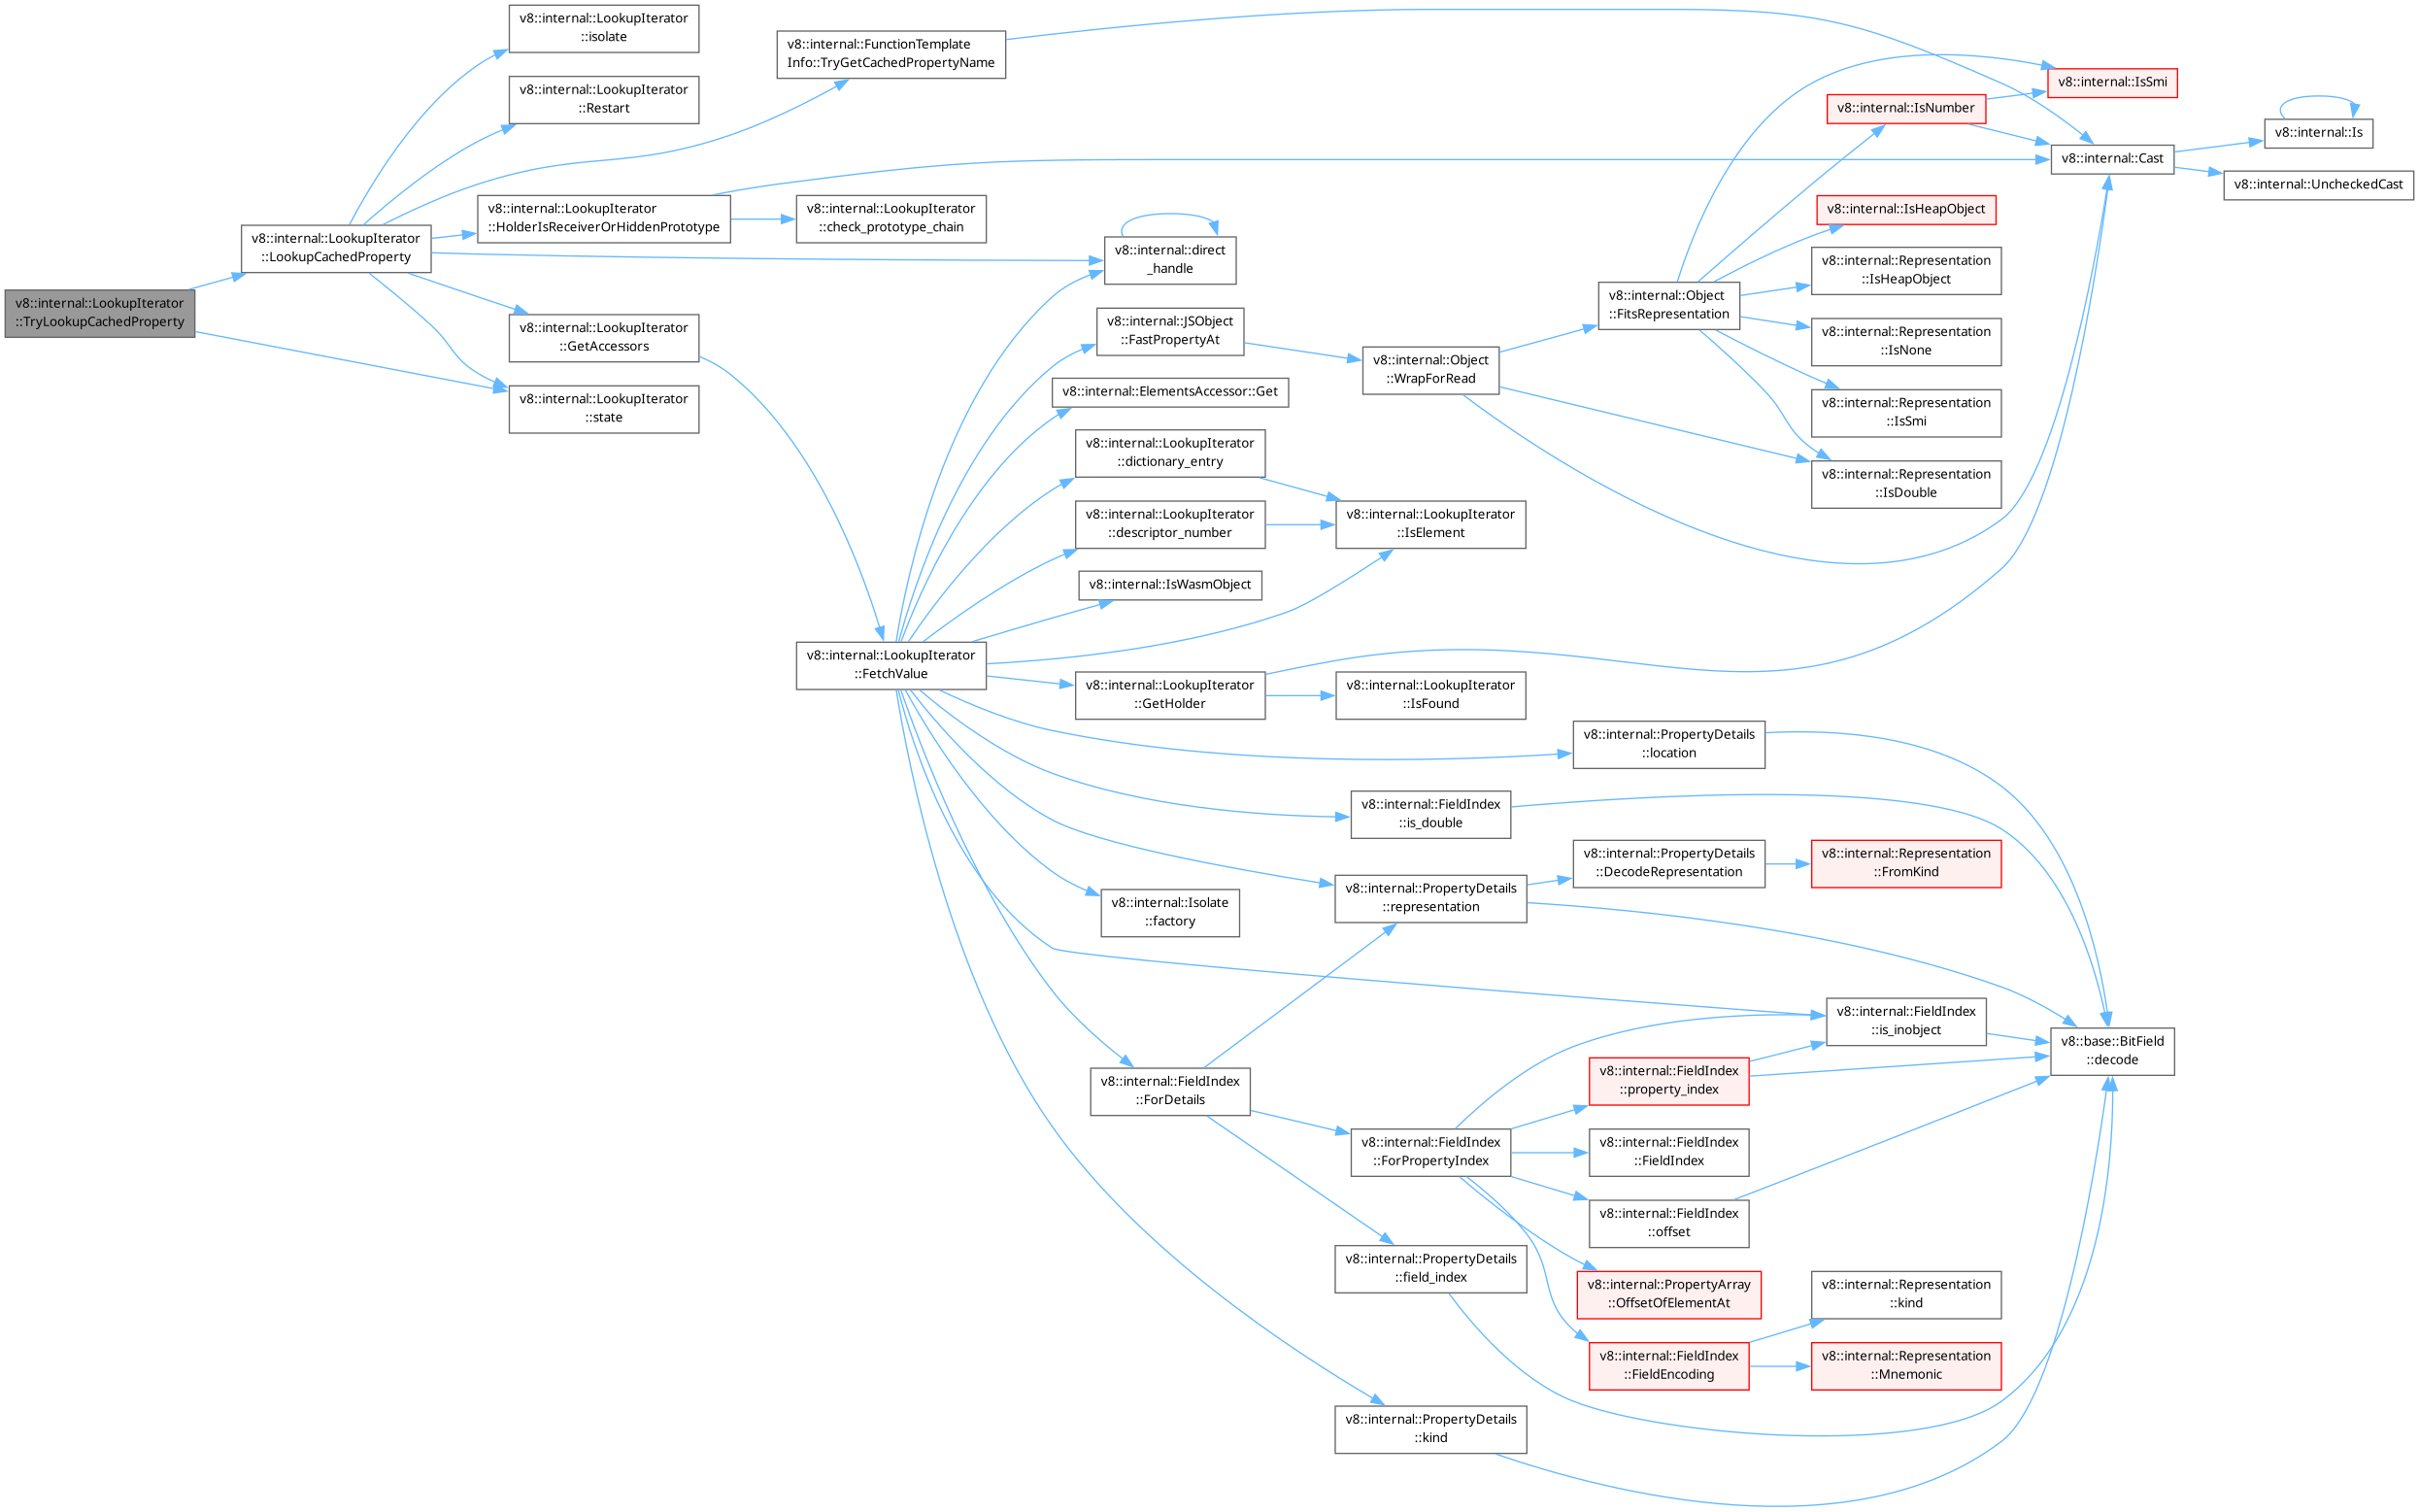 v8::internal::LookupIterator
::TryLookupCachedProperty
v8::internal::LookupIterator
::LookupCachedProperty
v8::internal::LookupIterator
::isolate
v8::internal::LookupIterator
::Restart
v8::internal::FunctionTemplate
Info::TryGetCachedPropertyName
v8::internal::LookupIterator
::HolderIsReceiverOrHiddenPrototype
v8::internal::LookupIterator
::check_prototype_chain
v8::internal::direct
_handle
v8::internal::LookupIterator
::GetAccessors
v8::internal::LookupIterator
::state
v8::internal::LookupIterator
::FetchValue
v8::internal::JSObject
::FastPropertyAt
v8::internal::ElementsAccessor::Get
v8::internal::LookupIterator
::dictionary_entry
v8::internal::LookupIterator
::descriptor_number
v8::internal::IsWasmObject
v8::internal::LookupIterator
::GetHolder
v8::internal::LookupIterator
::IsElement
v8::internal::LookupIterator
::IsFound
v8::internal::Object
::WrapForRead
v8::internal::Object
::FitsRepresentation
v8::internal::IsNumber
v8::internal::IsSmi
v8::internal::Cast
v8::internal::Is
v8::internal::UncheckedCast
v8::internal::IsHeapObject
v8::internal::Representation
::IsHeapObject
v8::internal::Representation
::IsNone
v8::internal::Representation
::IsSmi
v8::internal::Representation
::IsDouble
v8::internal::PropertyDetails
::location
v8::internal::FieldIndex
::is_double
v8::internal::PropertyDetails
::representation
v8::internal::PropertyDetails
::DecodeRepresentation
v8::internal::Representation
::FromKind
v8::internal::Isolate
::factory
v8::internal::FieldIndex
::ForDetails
v8::internal::FieldIndex
::ForPropertyIndex
v8::internal::FieldIndex
::is_inobject
v8::internal::FieldIndex
::property_index
v8::internal::FieldIndex
::FieldIndex
v8::internal::FieldIndex
::offset
v8::internal::PropertyArray
::OffsetOfElementAt
v8::internal::FieldIndex
::FieldEncoding
v8::internal::Representation
::kind
v8::internal::Representation
::Mnemonic
v8::base::BitField
::decode
v8::internal::PropertyDetails
::field_index
v8::internal::PropertyDetails
::kind